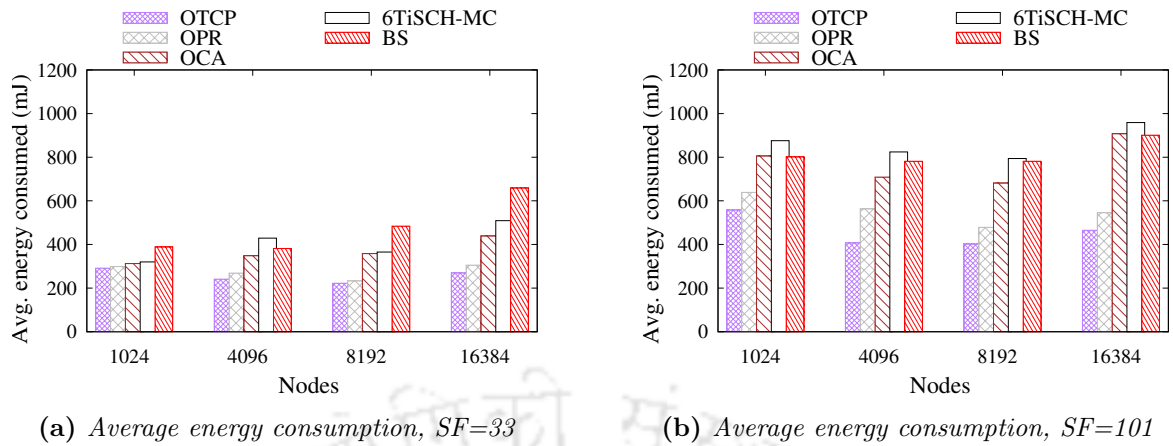 OTCP
OPR
OCA
6TiSCH-MC
BS
Avg. energy consumed (mJ)
1200
1000
800
600
400
200
0
1024 4096 8192 16384
Nodes
(a) Average energy consumption, SF=33
OTCP
OPR
OCA
6TiSCH-MC
BS
Avg. energy consumed (mJ)
1200
1000
800
600
400
200
0
1024 4096 8192 16384
Nodes
(b) Average energy consumption, SF=101